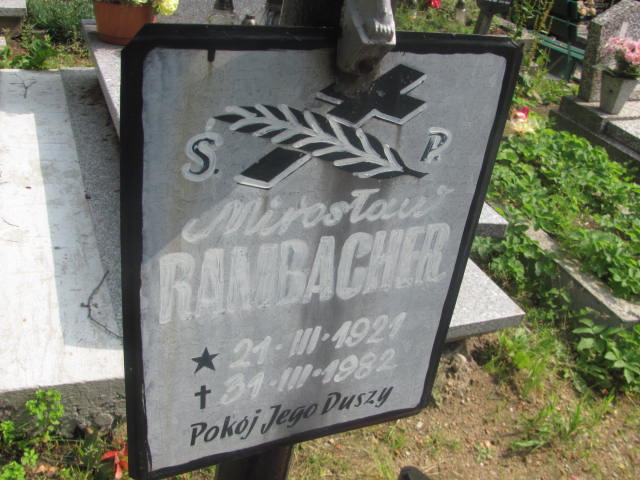 S. P.
Mirosław
RAMBACHER
★ 21·III·1921
✝ 31·III·1982
Pokój Jego Duszy